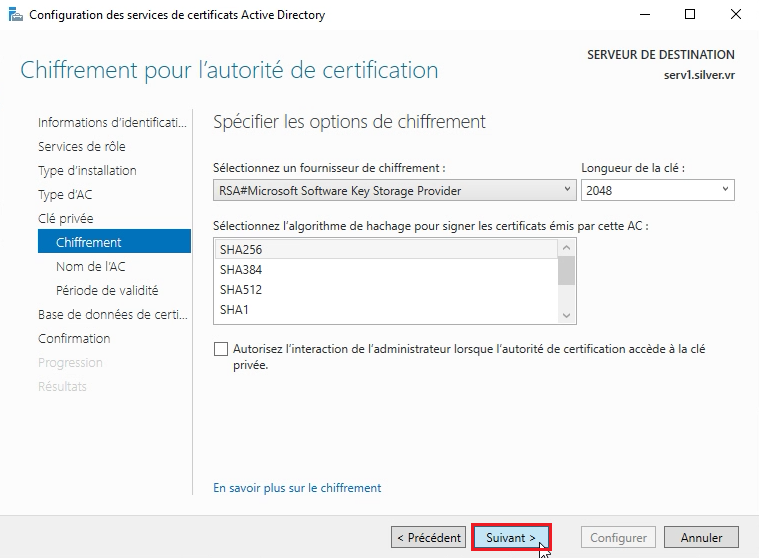 Configuration des services de certificats Active Directory
SERVEUR DE DESTINATION
serv1.silver.vr
Chiffrement pour l’autorité de certification
Informations d’identificati...
Services de rôle
Type d’installation
Type d’AC
Clé privée
Chiffrement
Nom de l’AC
Période de validité
Base de données de certi...
Confirmation
Progression
Résultats
Spécifier les options de chiffrement
Sélectionnez un fournisseur de chiffrement :
Longueur de la clé :
RSA#Microsoft Software Key Storage Provider
2048
Sélectionnez l’algorithme de hachage pour signer les certificats émis par cette AC :
SHA256
SHA384
SHA512
SHA1
Autorisez l’interaction de l’administrateur lorsque l’autorité de certification accède à la clé
privée.
En savoir plus sur le chiffrement
< Précédent
Suivant >
Configurer
Annuler